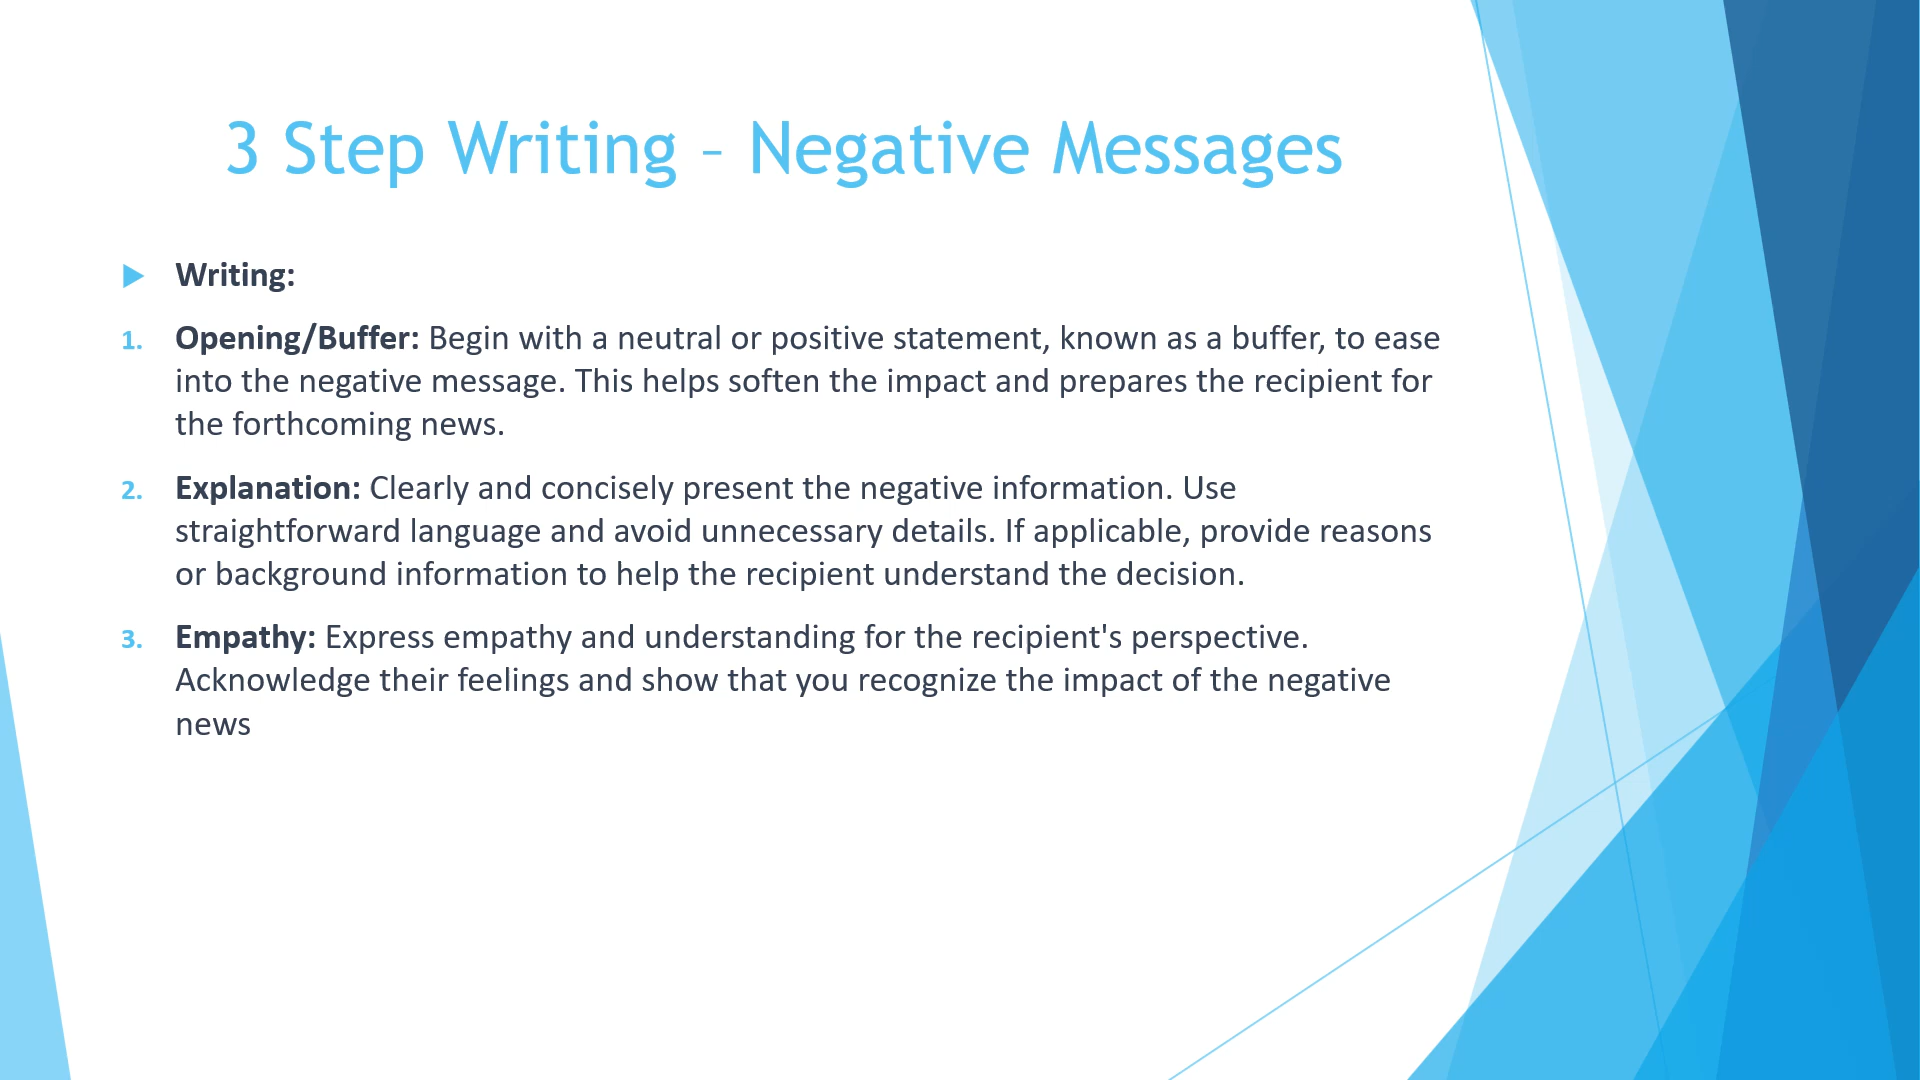 3 Step Writing – Negative Messages
Writing:
1. Opening/Buffer: Begin with a neutral or positive statement, known as a buffer, to ease
into the negative message. This helps soften the impact and prepares the recipient for
the forthcoming news.
2. Explanation: Clearly and concisely present the negative information. Use
straightforward language and avoid unnecessary details. If applicable, provide reasons
or background information to help the recipient understand the decision.
3. Empathy: Express empathy and understanding for the recipient's perspective.
Acknowledge their feelings and show that you recognize the impact of the negative
news